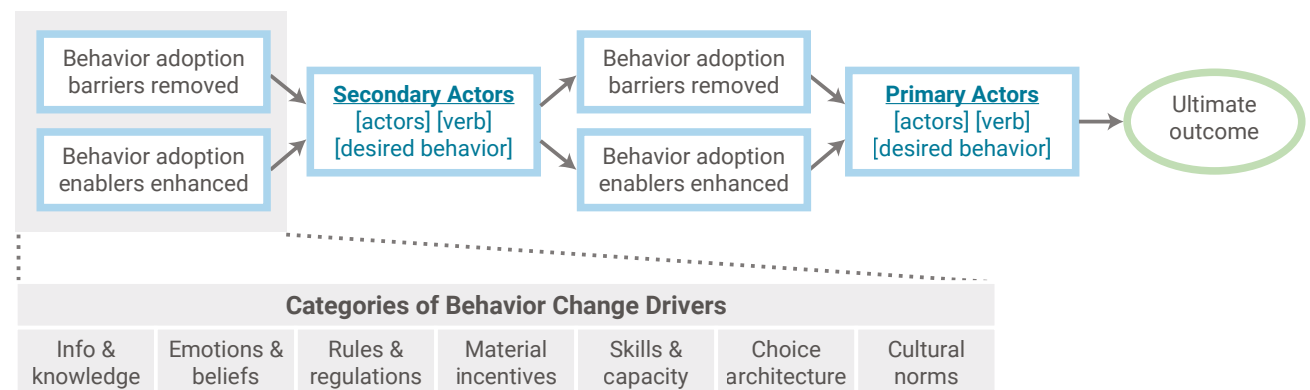 Behavior adoption
barriers removed
Behavior adoption
enablers enhanced
Secondary Actors
[actors] [verb]
[desired behavior]
Behavior adoption
barriers removed
Behavior adoption
enablers enhanced
Primary Actors
[actors] [verb]
[desired behavior]
Ultimate
outcome
Categories of Behavior Change Drivers
Info &
knowledge
Emotions &
beliefs
Rules &
regulations
Material
incentives
Skills &
capacity
Choice
architecture
Cultural
norms